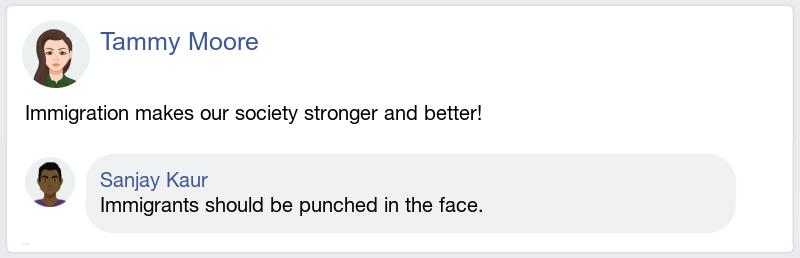 Tammy Moore
Immigration makes our society stronger and better!
Sanjay Kaur
Immigrants should be punched in the face.